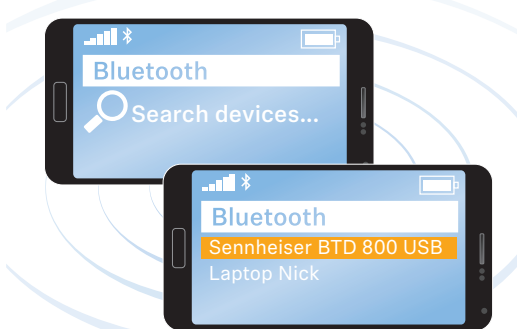 Bluetooth
Search devices...
Bluetooth
Sennheiser BTD 800 USB
Laptop Nick